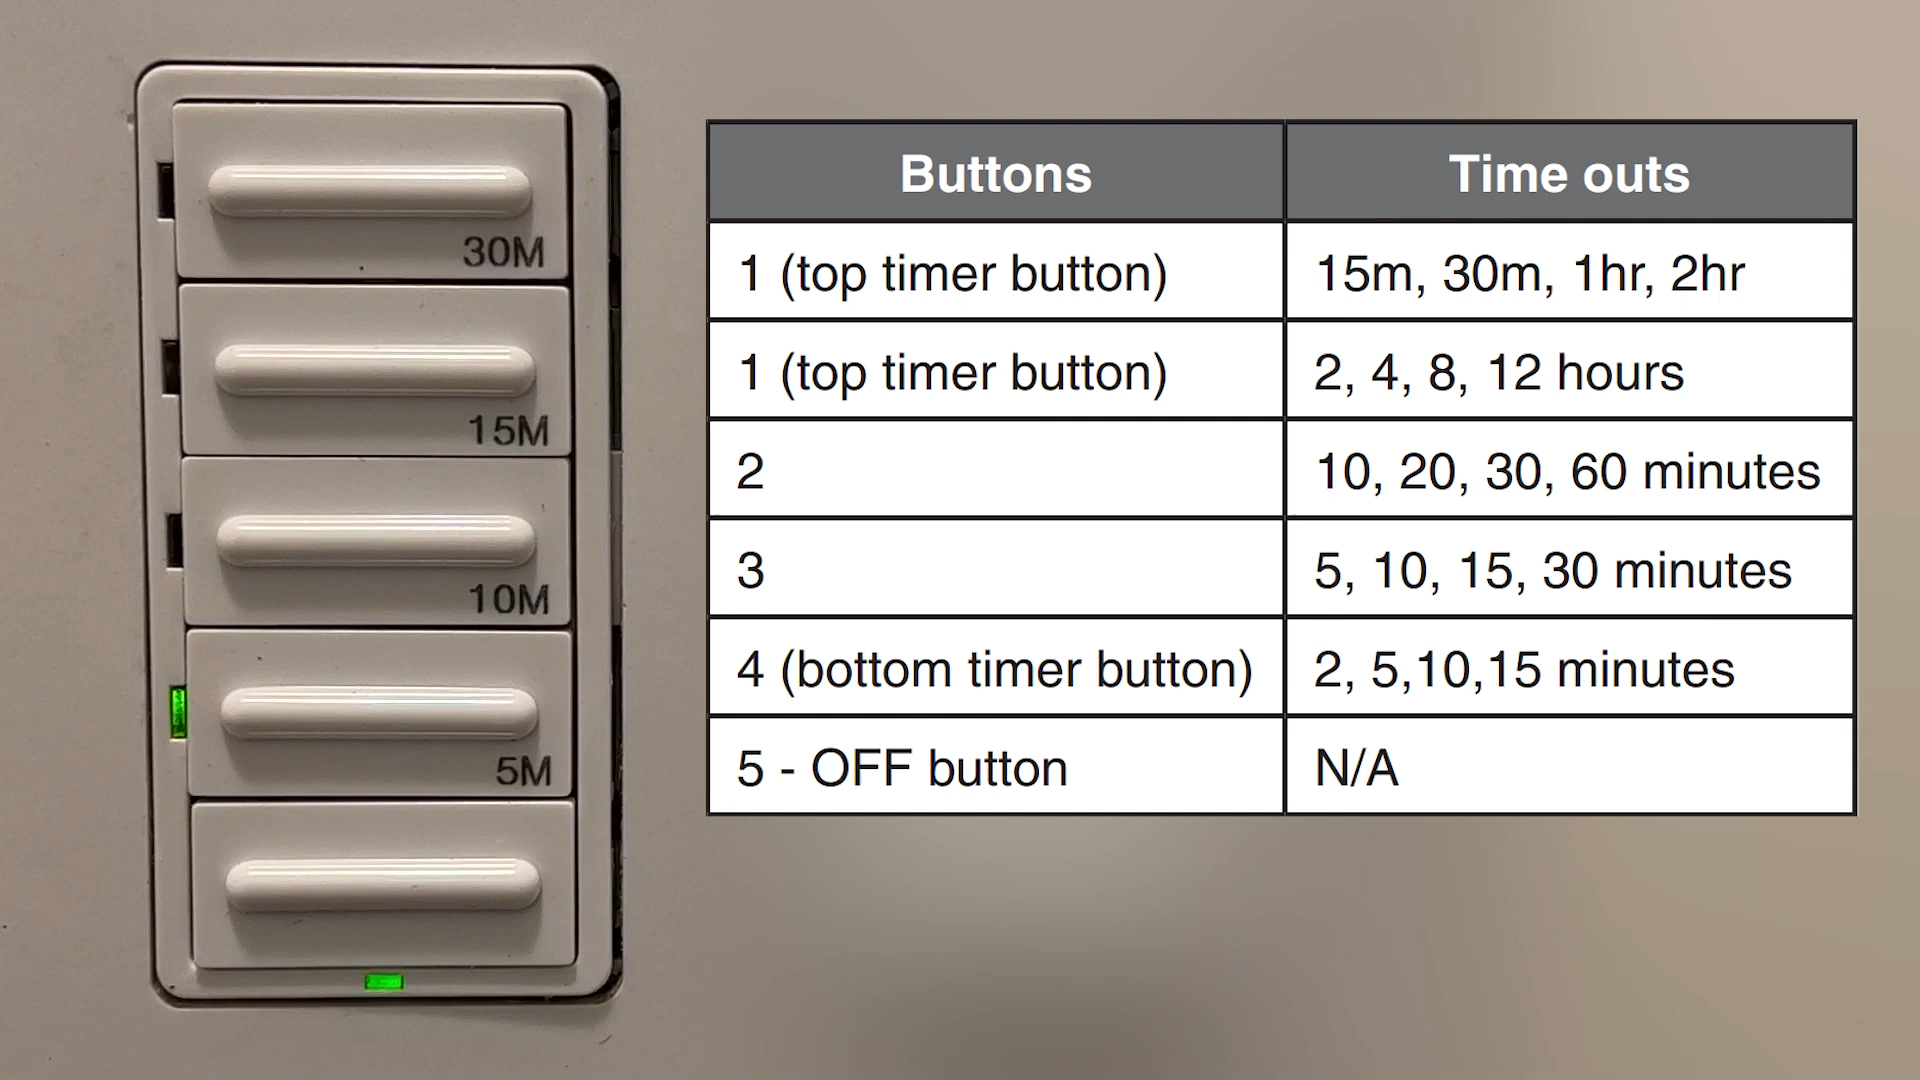 30M
15M
10M
5M
Buttons Time outs
1 (top timer button) 15m, 30m, 1hr, 2hr
1 (top timer button) 2, 4, 8, 12 hours
2 10, 20, 30, 60 minutes
3 5, 10, 15, 30 minutes
4 (bottom timer button) 2, 5,10,15 minutes
5 - OFF button N/A